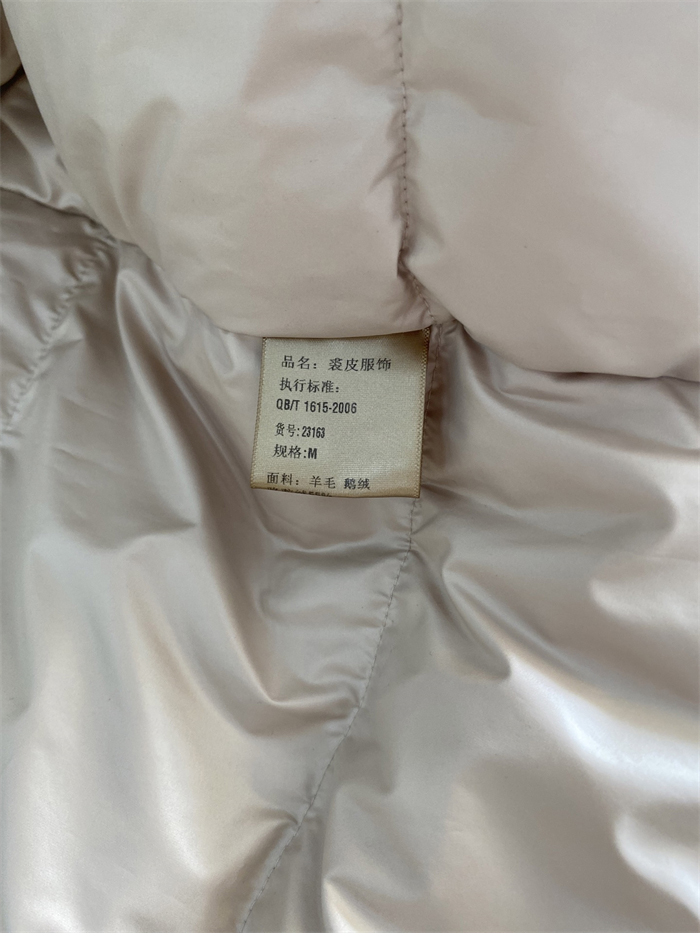 品名：裘皮服饰
执行标准：
QB/T 1615-2006
货号:23163
规格:M
面料：羊毛 鹅绒